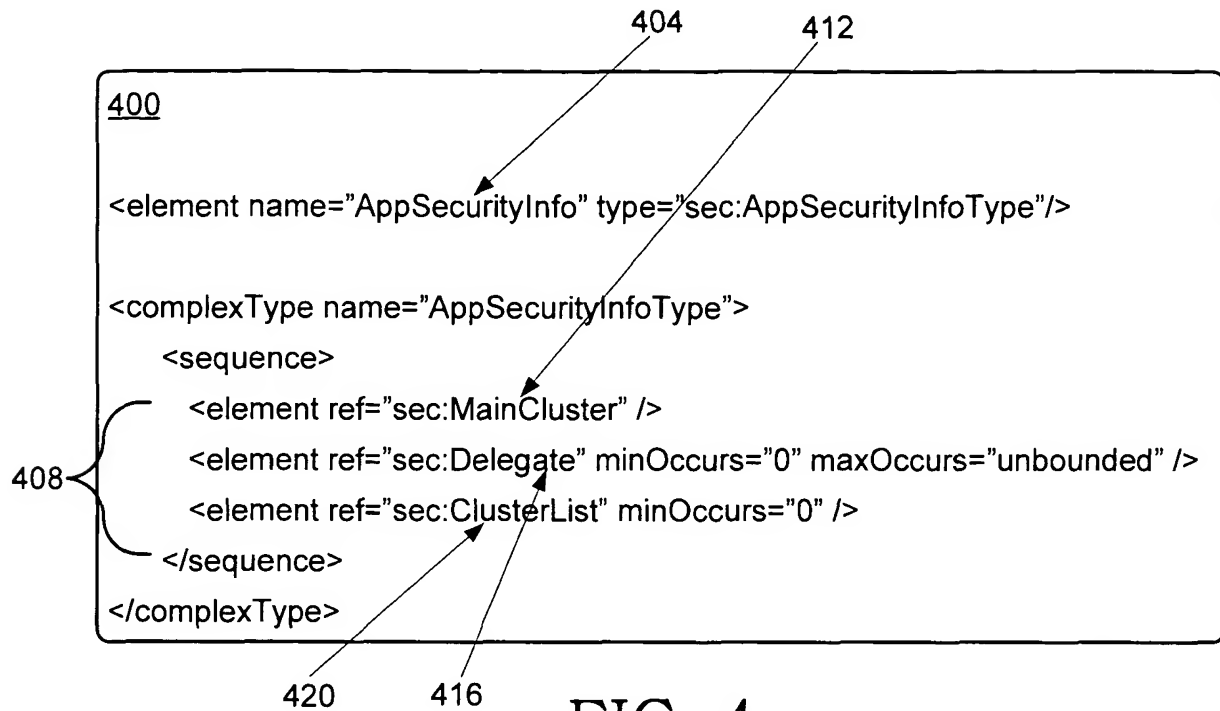 404 412
400
<element name=”AppSecurityInfo” type=”sec:AppSecurityInfoType”/>
<complexType name=”AppSecurityInfoType”>
<sequence>
<element ref=”sec:MainCluster” />
<element ref=”sec:Delegate” minOccurs=”0” maxOccurs=”unbounded” />
408
<element ref=”sec:ClusterList” minOccurs=”0” />
</sequence>
</complexType>
420 416